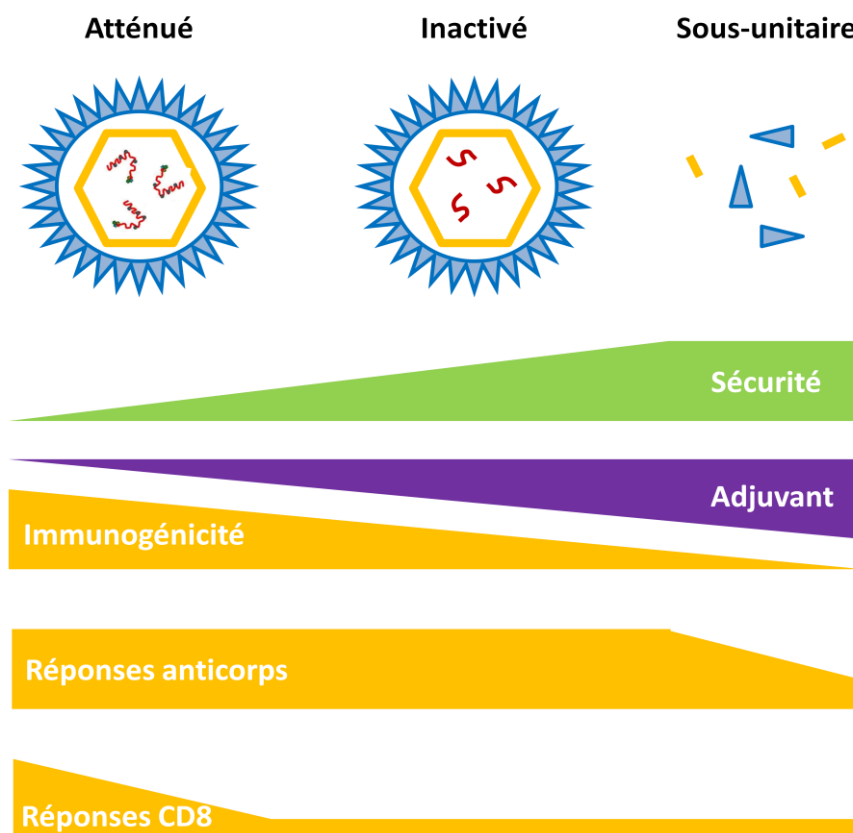 Atténué
Inactivé
Sous-unitaire
Sécurité
Adjuvant
Immunogénicité
Réponses anticorps
Réponses CD8